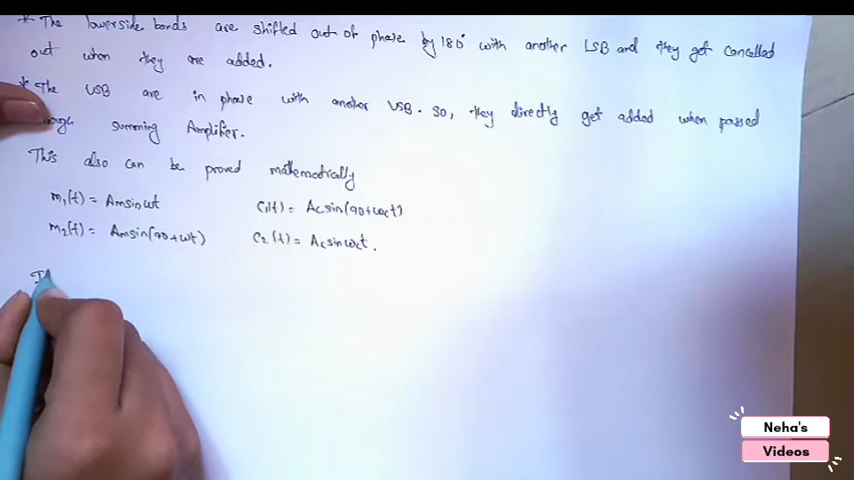 * The lowerside bands are shifted out of phase by 180° with another LSB and they get cancelled
out when they are added.
* The USB are in phase with another USB. So, they directly get added when passed
summing Amplifier.
This also can be proved mathematically
m₁(t) = Amsinωt    c₁(t) = Acsin(90+ωct)
m₂(t) = Amsin(90+ωt)    c₂(t) = Acsinωct.
Neha's
Videos